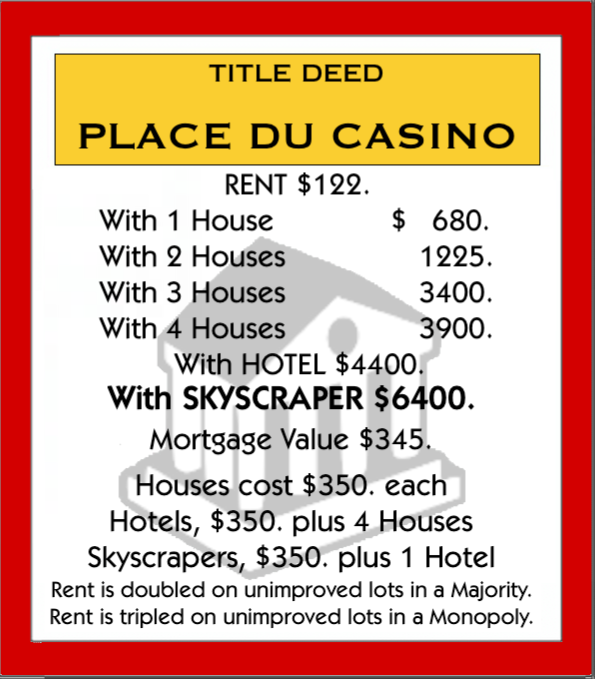 TITLE DEED
PLACE DU CASINO
RENT $122.
With 1 House $ 680.
With 2 Houses 1225.
With 3 Houses 3400.
With 4 Houses 3900.
With HOTEL $4400.
With SKYSCRAPER $6400.
Mortgage Value $345.
Houses cost $350. each
Hotels, $350. plus 4 Houses
Skyscrapers, $350. plus 1 Hotel
Rent is doubled on unimproved lots in a Majority.
Rent is tripled on unimproved lots in a Monopoly.